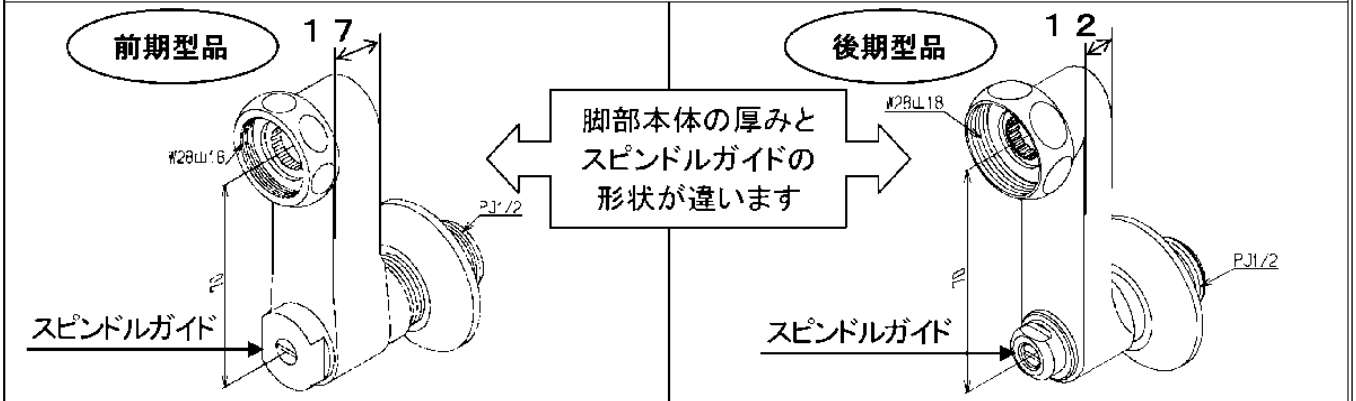 前期型品
１７
W28山18
PJ1/2
70
スピンドルガイド
脚部本体の厚みと
スピンドルガイドの
形状が違います
後期型品
１２
W28山18
PJ1/2
70
スピンドルガイド